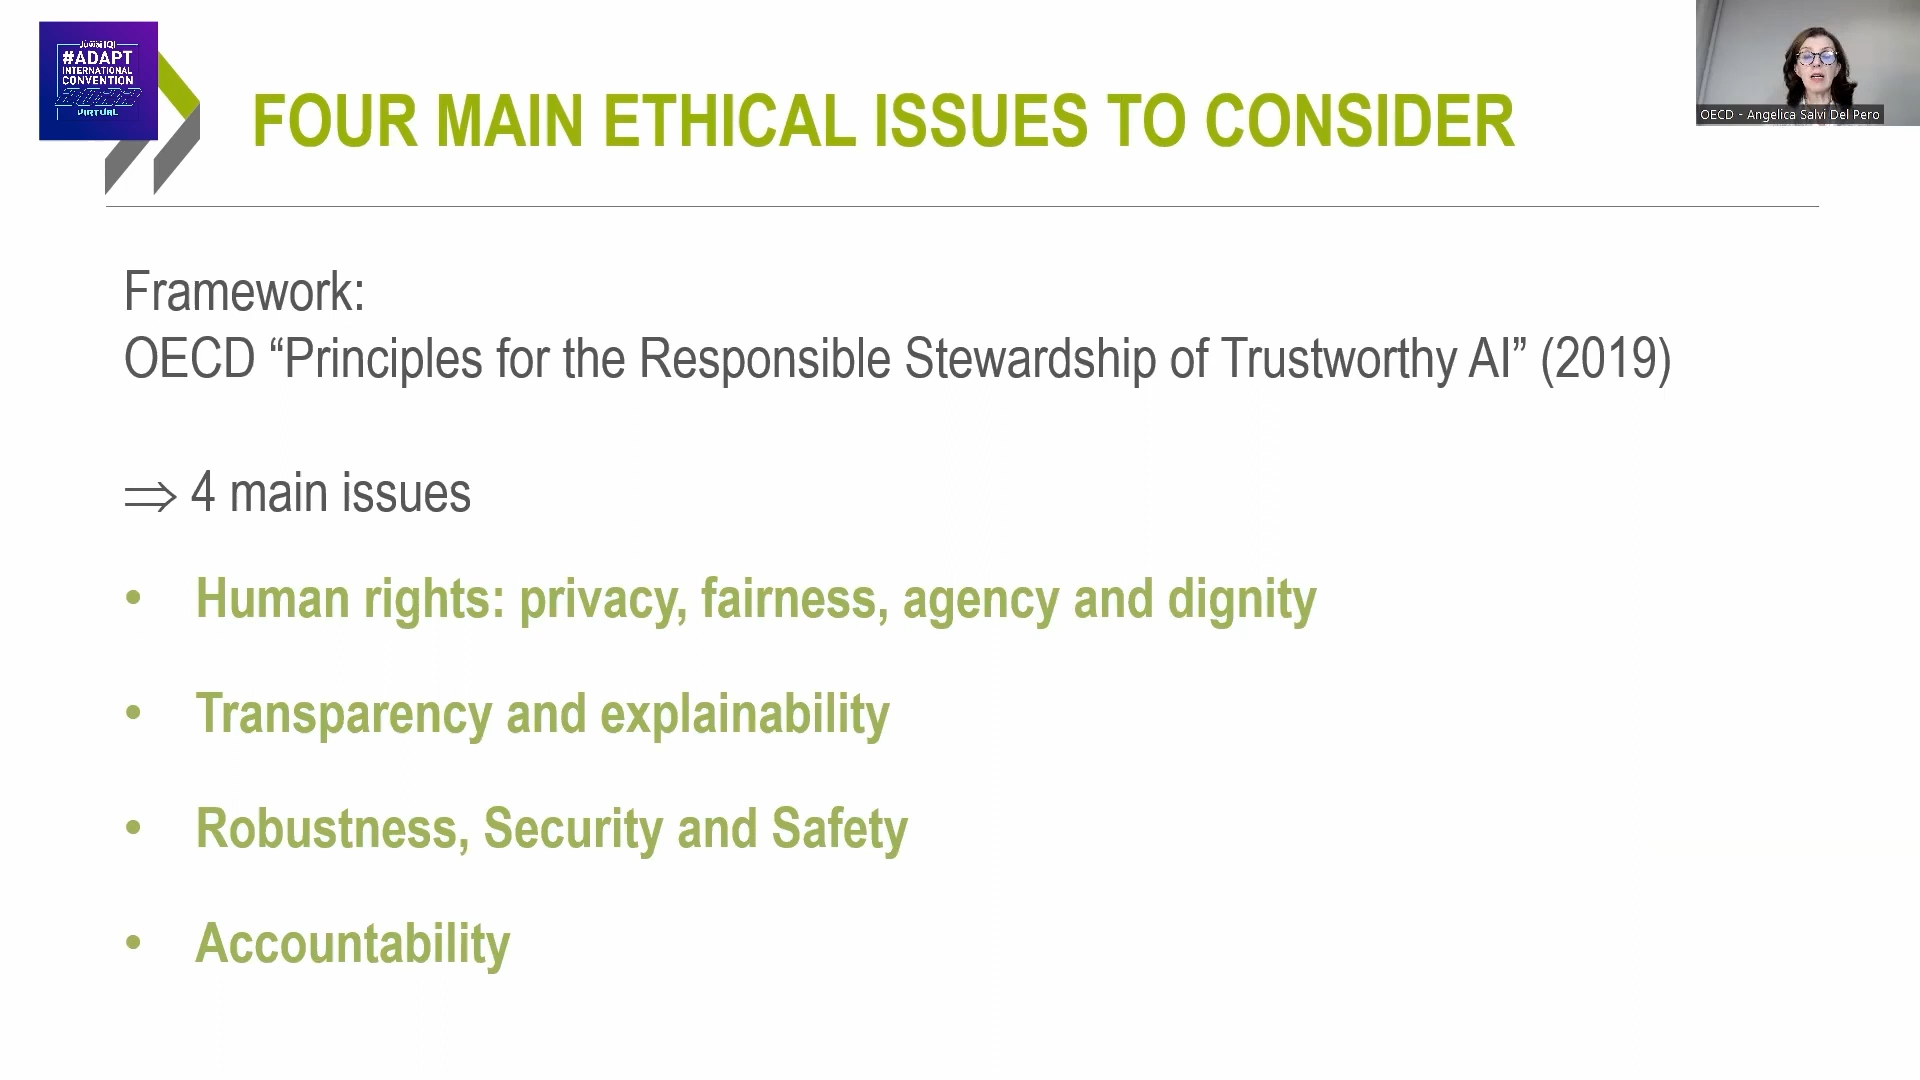 Juwai IQI
#ADAPT
INTERNATIONAL
CONVENTION
VIRTUAL
FOUR MAIN ETHICAL ISSUES TO CONSIDER
OECD - Angelica Salvi Del Pero
Framework:
OECD “Principles for the Responsible Stewardship of Trustworthy AI” (2019)
⇒ 4 main issues
• Human rights: privacy, fairness, agency and dignity
• Transparency and explainability
• Robustness, Security and Safety
• Accountability